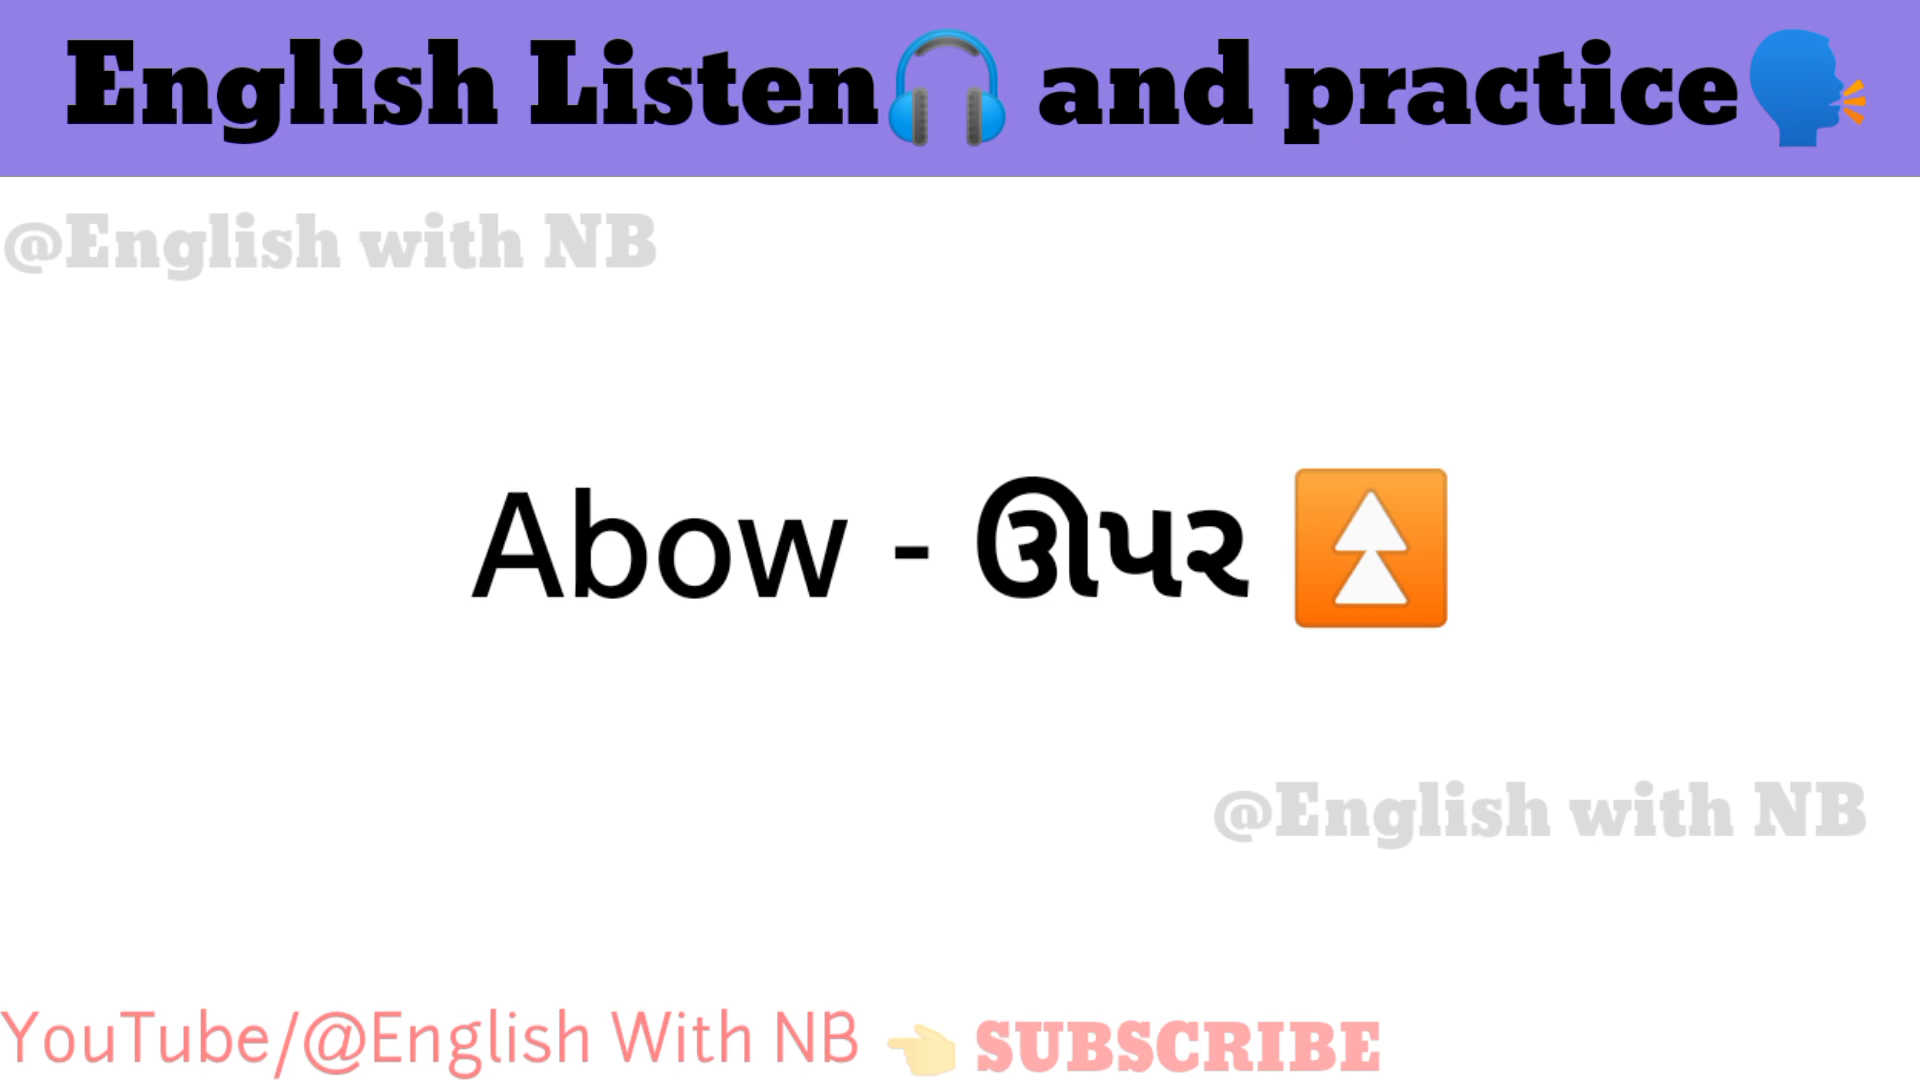 English Listen🎧 and practice🗣
@English with NB
Abow - ઊપર ⏫
@English with NB
YouTube/@English With NB 👈 SUBSCRIBE